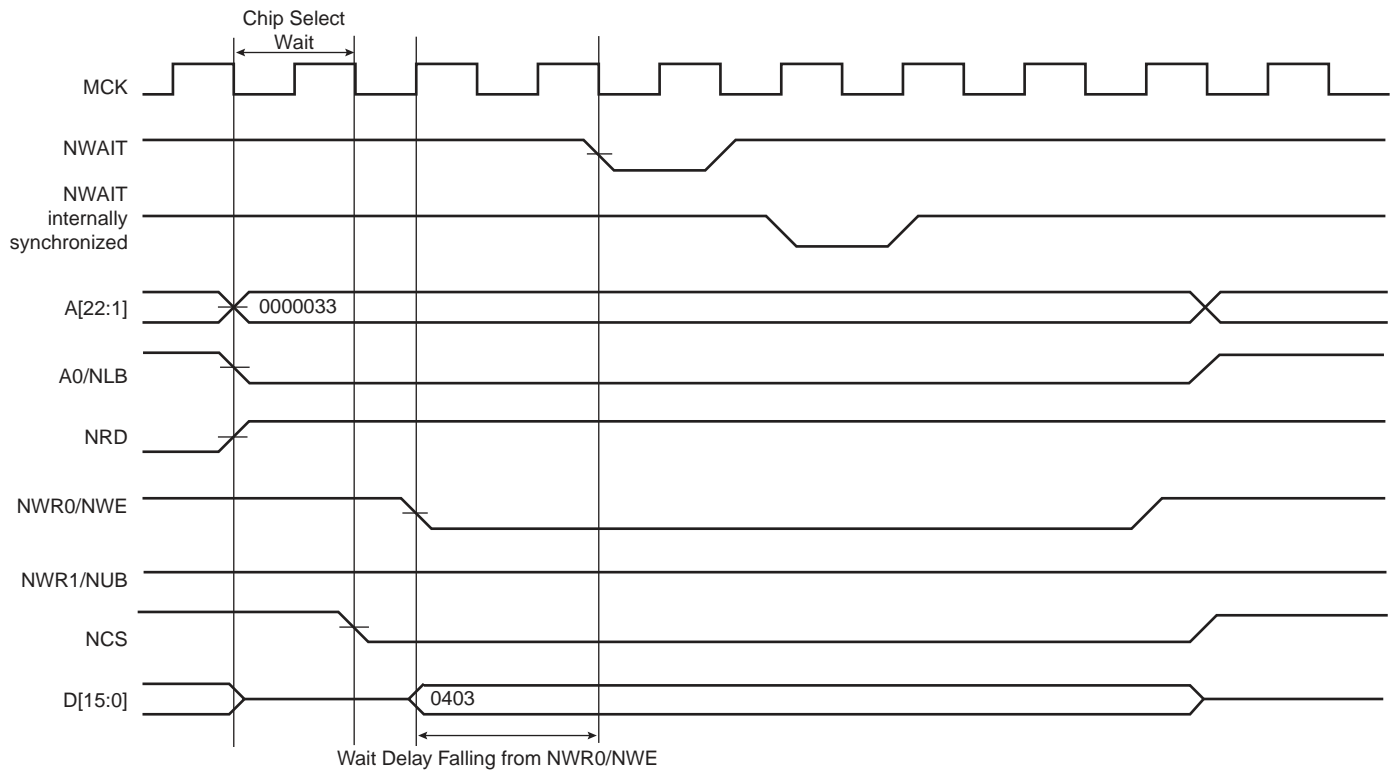 Chip Select
Wait
MCK
NWAIT
NWAIT
internally
synchronized
A[22:1]
0000033
A0/NLB
NRD
NWR0/NWE
NWR1/NUB
NCS
D[15:0]
0403
Wait Delay Falling from NWR0/NWE